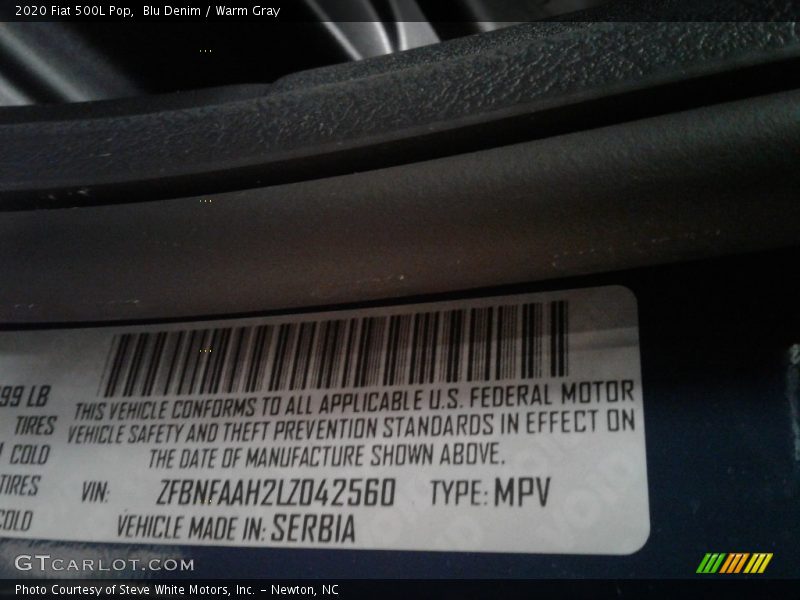 2020 Fiat 500L Pop,  Blu Denim / Warm Gray
99 LB
TIRES
COLD
TIRES
COLD
THIS VEHICLE CONFORMS TO ALL APPLICABLE U.S. FEDERAL MOTOR
VEHICLE SAFETY AND THEFT PREVENTION STANDARDS IN EFFECT ON
THE DATE OF MANUFACTURE SHOWN ABOVE.
VIN: ZFBNFAAH2LZ042560 TYPE: MPV
VEHICLE MADE IN: SERBIA
GTCARLOT.COM
Photo Courtesy of Steve White Motors, Inc. – Newton, NC